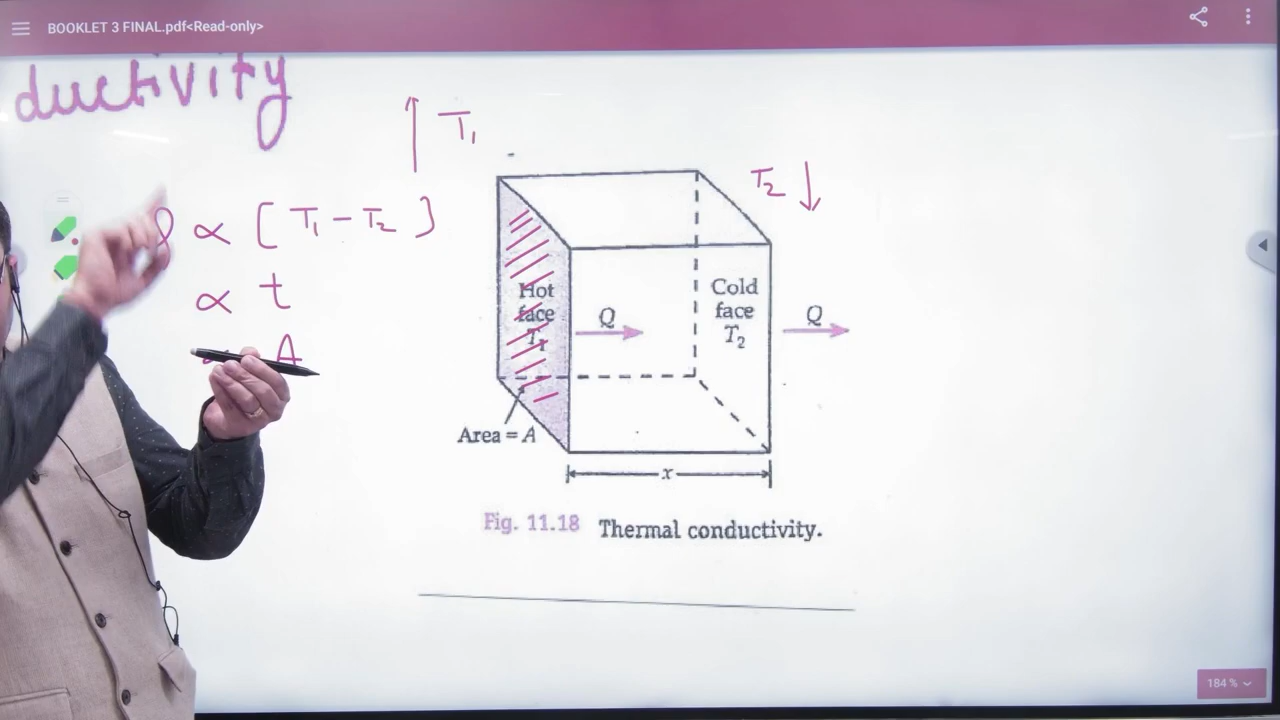 BOOKLET 3 FINAL.pdf<Read-only>
ductivity
↑ T₁
T₂ ↓
∝ [T₁ - T₂]
∝ t
A
Hot
face
T₁
Q
Cold
face
T₂
Q
Area = A
x
Fig. 11.18 Thermal conductivity.
184 %